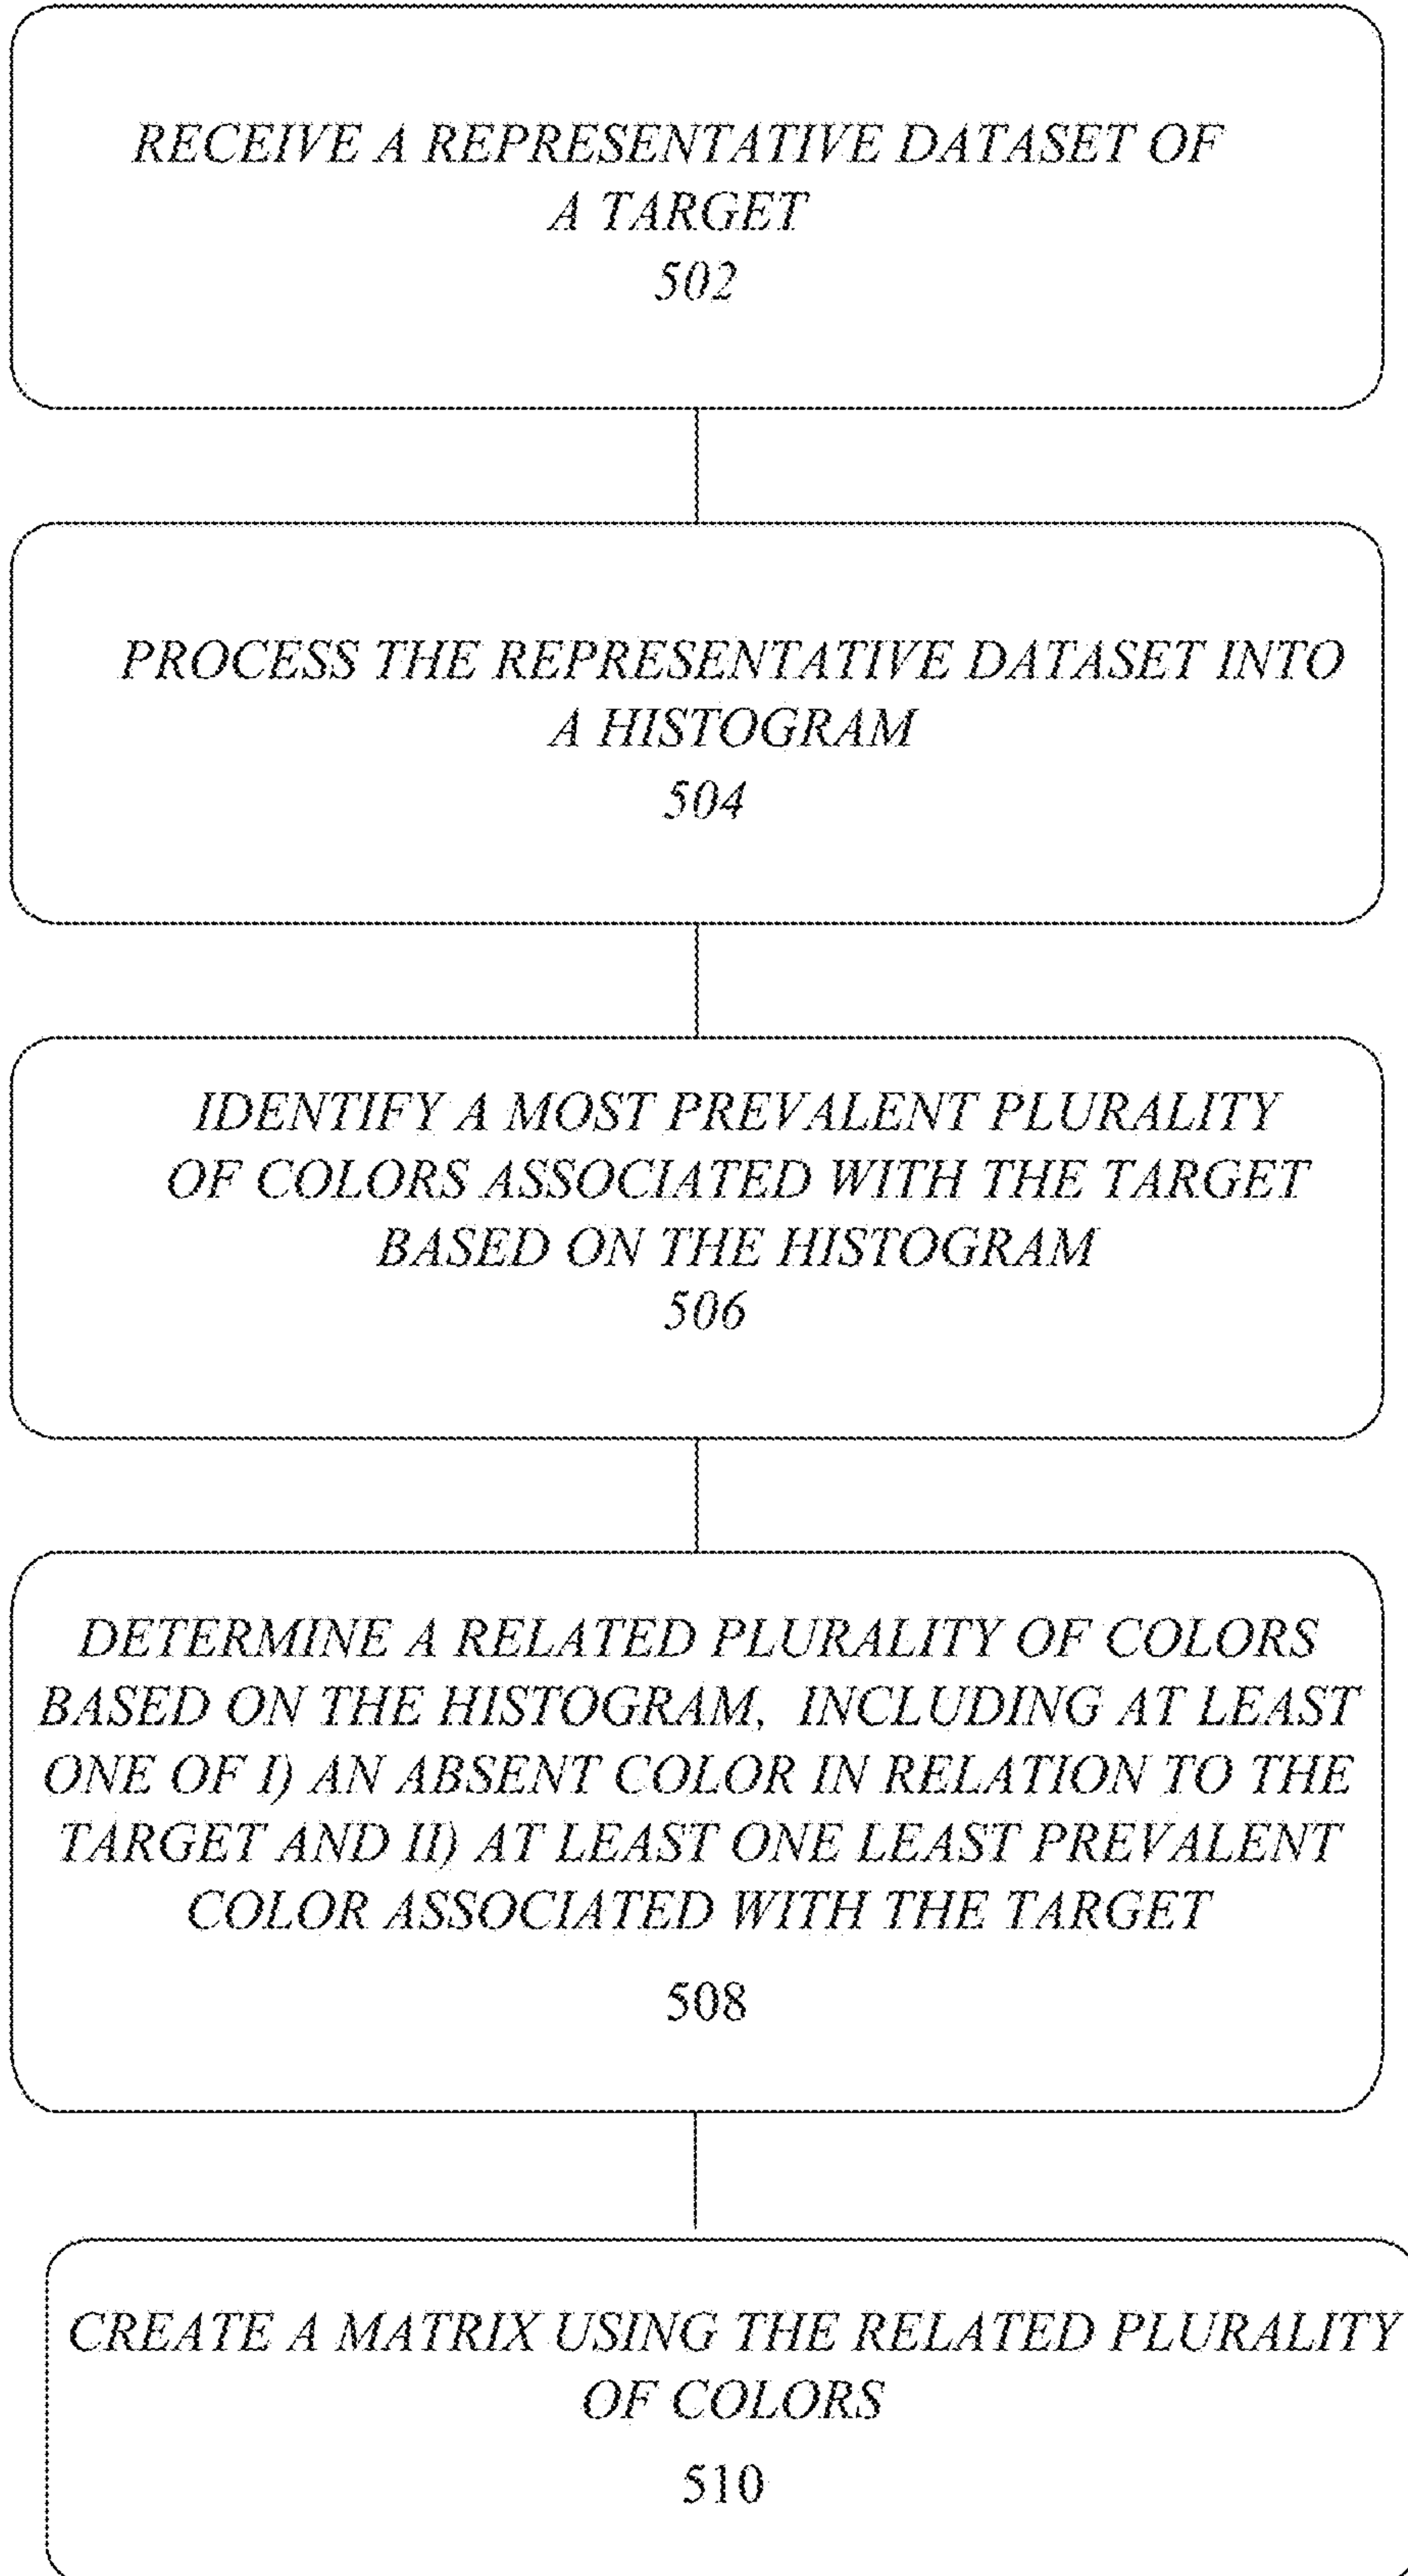 RECEIVE A REPRESENTATIVE DATASET OF
A TARGET
502
PROCESS THE REPRESENTATIVE DATASET INTO
A HISTOGRAM
504
IDENTIFY A MOST PREVALENT PLURALITY
OF COLORS ASSOCIATED WITH THE TARGET
BASED ON THE HISTOGRAM
506
DETERMINE A RELATED PLURALITY OF COLORS
BASED ON THE HISTOGRAM, INCLUDING AT LEAST
ONE OF I) AN ABSENT COLOR IN RELATION TO THE
TARGET AND II) AT LEAST ONE LEAST PREVALENT
COLOR ASSOCIATED WITH THE TARGET
508
CREATE A MATRIX USING THE RELATED PLURALITY
OF COLORS
510